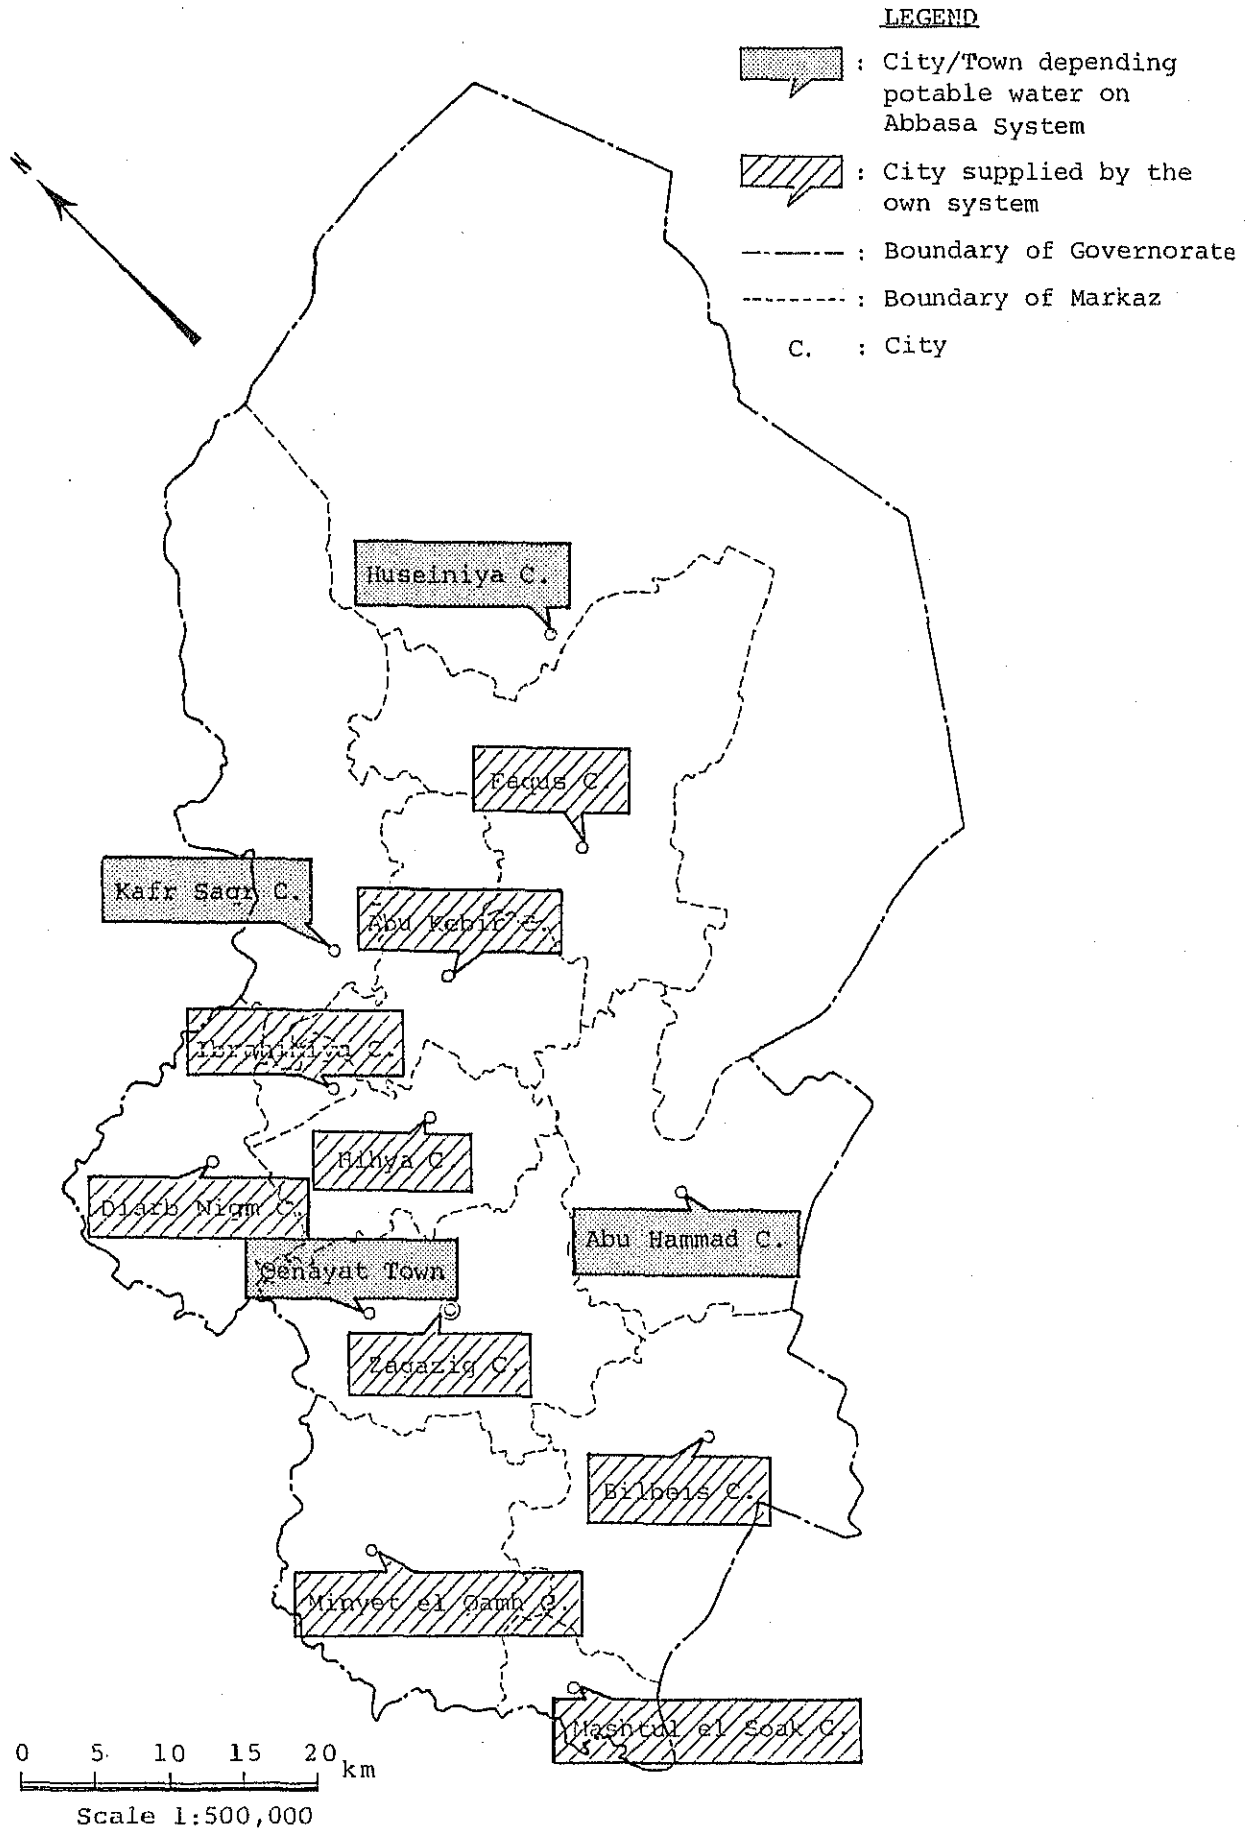 LEGEND
: City/Town depending
potable water on
Abbasa System
: City supplied by the
own system
: Boundary of Governorate
: Boundary of Markaz
C. : City
N
Huseiniya C.
Faqus C.
Kafr Saqr C.
Abu Kebir C.
Ibrahimiya C.
Hihya C.
Diarb Nigm C.
Abu Hammad C.
Qenayat Town
Zagazig C.
Bilbeis C.
Minyet el Qamh C.
Mashtul el Soak C.
0 5 10 15 20 km
Scale 1:500,000